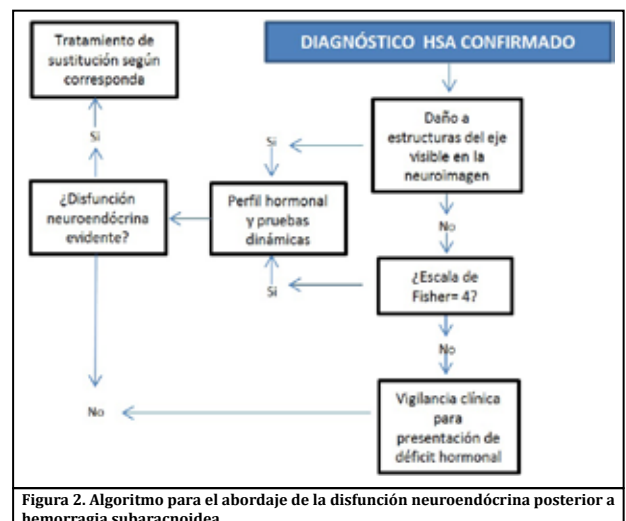 DIAGNÓSTICO HSA CONFIRMADO
Daño a
estructuras del eje
visible en la
neuroimagen
Si
No
Perfil hormonal
y pruebas
dinámicas
¿Disfunción
neuroendócrina
evidente?
Si
Tratamiento de
sustitución según
corresponda
¿Escala de
Fisher= 4?
Si
No
Vigilancia clínica
para
presentación de
déficit hormonal
No
Figura 2. Algoritmo para el abordaje de la disfunción neuroendócrina posterior a
hemorragia subaracnoidea